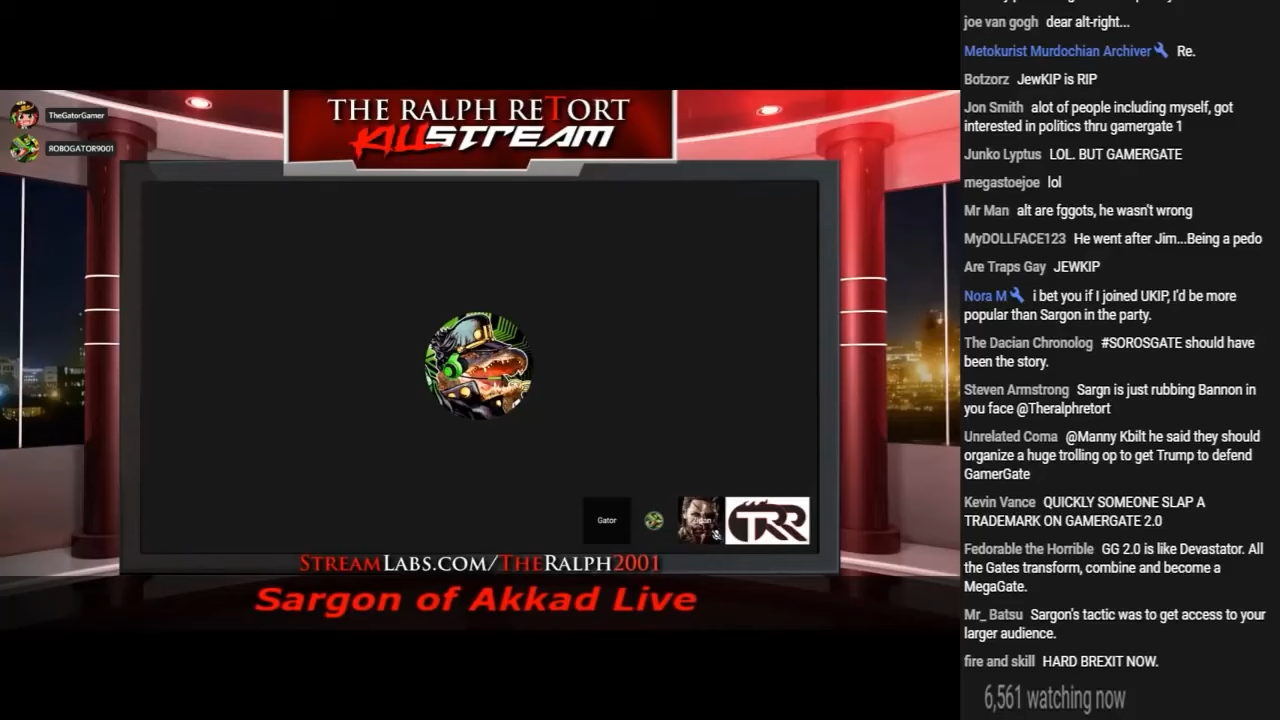 TheGatorGamer
ROBOGATOR9001
THE RALPH RETORT
KILLSTREAM
Gator
TRR
STREAMLABS.COM/THERALPH2001
Sargon of Akkad Live
joe van gogh dear alt-right...
Metokurist Murdochian Archiver Re.
Botzorz JewKIP is RIP
Jon Smith alot of people including myself, got
interested in politics thru gamergate 1
Junko Lyptus LOL. BUT GAMERGATE
megastoejoe lol
Mr Man alt are fggots, he wasn't wrong
MyDOLLFACE123 He went after Jim...Being a pedo
Are Traps Gay JEWKIP
Nora M i bet you if I joined UKIP, I'd be more
popular than Sargon in the party.
The Dacian Chronolog #SOROSGATE should have
been the story.
Steven Armstrong Sargn is just rubbing Bannon in
you face @Theralphretort
Unrelated Coma @Manny Kbilt he said they should
organize a huge trolling op to get Trump to defend
GamerGate
Kevin Vance QUICKLY SOMEONE SLAP A
TRADEMARK ON GAMERGATE 2.0
Fedorable the Horrible GG 2.0 is like Devastator. All
the Gates transform, combine and become a
MegaGate.
Mr_ Batsu Sargon's tactic was to get access to your
larger audience.
fire and skill HARD BREXIT NOW.
6,561 watching now